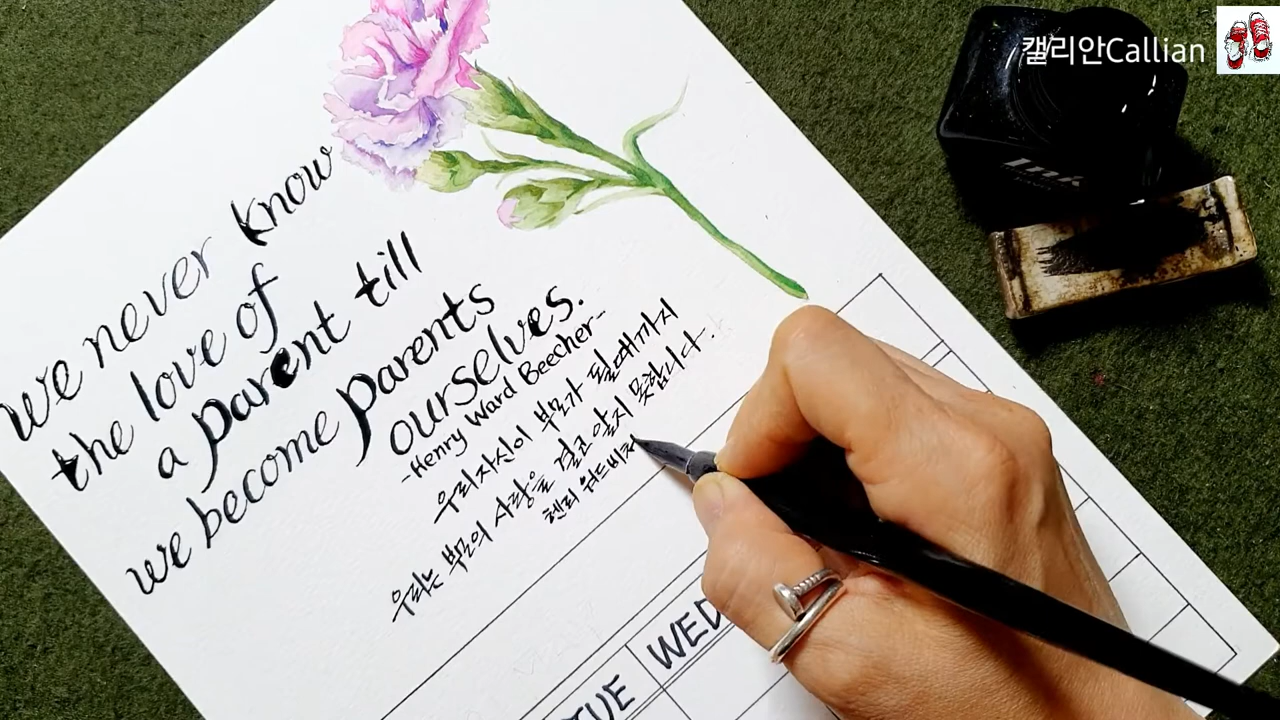 캘리안Callian
Ink
we never know
the love of
a parent till
we become parents
ourselves.
-Henry Ward Beecher-
우리자신이 부모가 될때까지
우리는 부모의 사랑을 결코 알지 못합니다.
헨리 워드비처
TUE WED